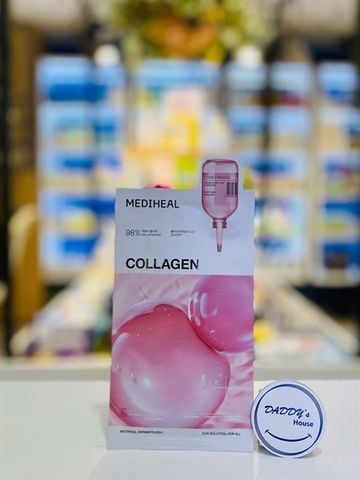 MEDIHEAL
98%
COLLAGEN
MEDIHEAL DERMATOLOGY
OUR SOLUTION, FOR ALL.
DADDY's
House